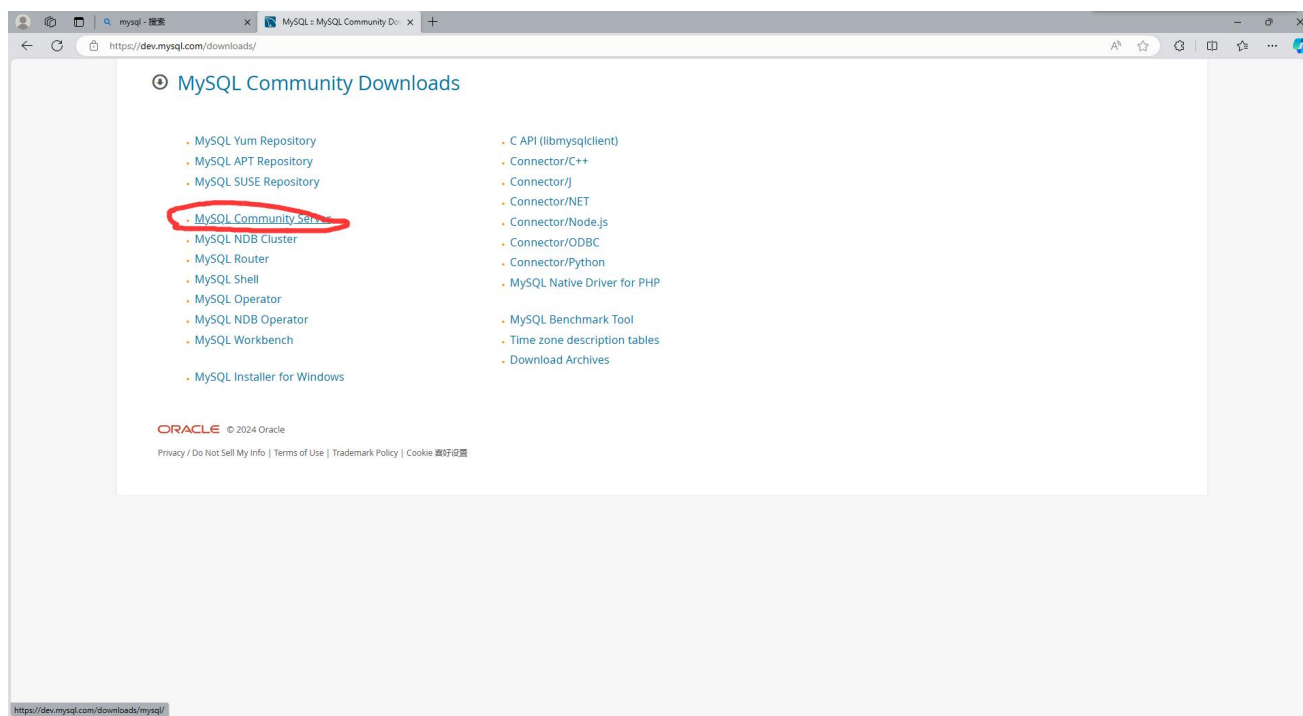 mysql - 搜索
MySQL :: MySQL Community Do
https://dev.mysql.com/downloads/
MySQL Community Downloads
MySQL Yum Repository
MySQL APT Repository
MySQL SUSE Repository
MySQL Community Server
MySQL NDB Cluster
MySQL Router
MySQL Shell
MySQL Operator
MySQL NDB Operator
MySQL Workbench
MySQL Installer for Windows
C API (libmysqlclient)
Connector/C++
Connector/J
Connector/NET
Connector/Node.js
Connector/ODBC
Connector/Python
MySQL Native Driver for PHP
MySQL Benchmark Tool
Time zone description tables
Download Archives
ORACLE © 2024 Oracle
Privacy / Do Not Sell My Info | Terms of Use | Trademark Policy | Cookie 喜好设置
https://dev.mysql.com/downloads/mysql/